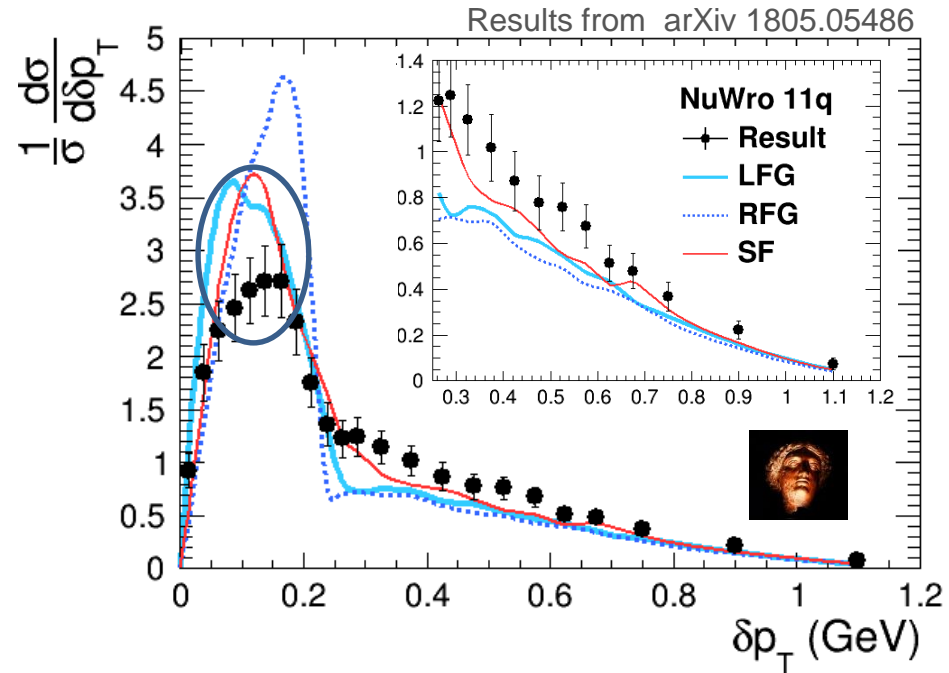 Results from arXiv 1805.05486
1/σ dσ/dδp_T
5
4.5
4
3.5
3
2.5
2
1.5
1
0.5
0
0 0.2 0.4 0.6 0.8 1 1.2
δp_T (GeV)
1.4
1.2
1
0.8
0.6
0.4
0.2
0
0.3 0.4 0.5 0.6 0.7 0.8 0.9 1 1.1 1.2
NuWro 11q
Result
LFG
RFG
SF